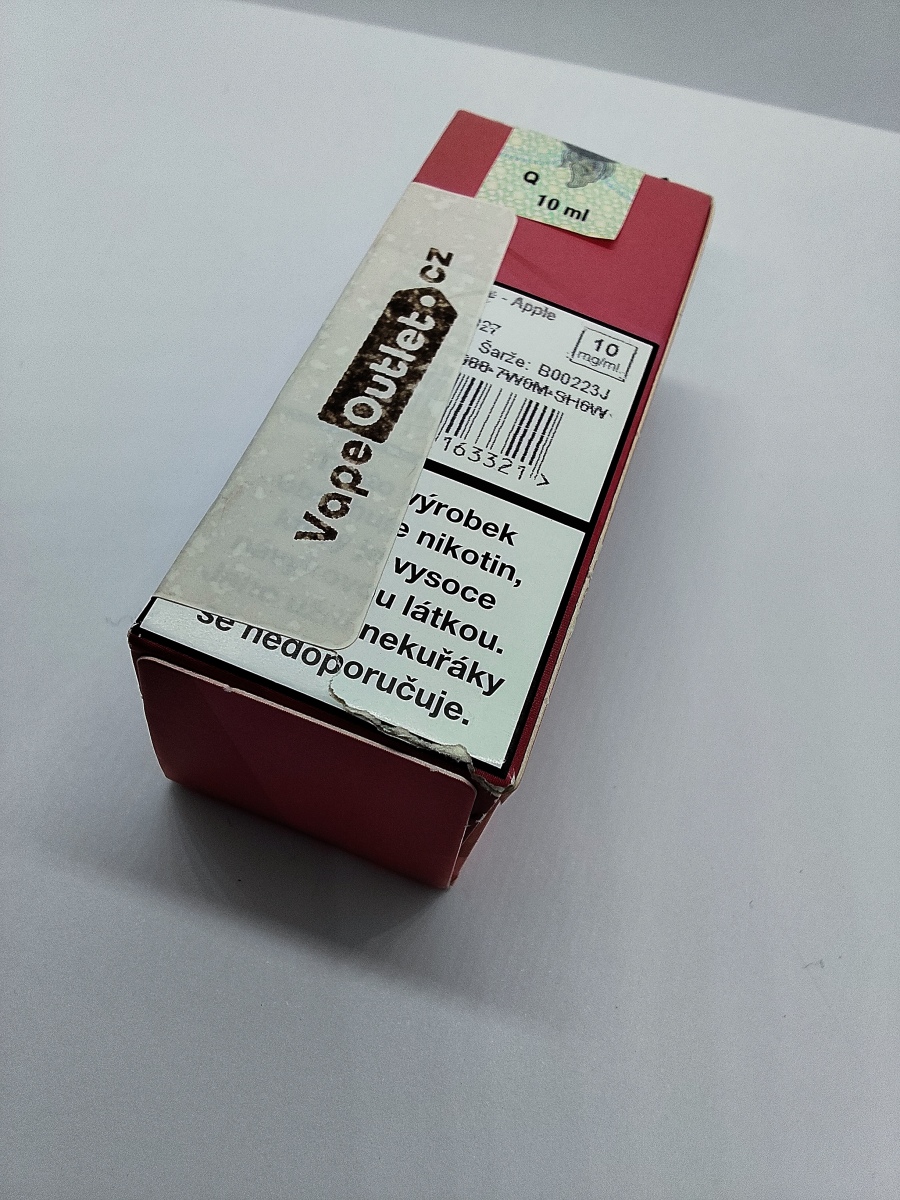 Q
10 ml
VapeOutlet.cz
- Apple
10
mg/ml
Šarže: B00223J
163321
výrobek
nikotin,
vysoce
látkou.
nekuřáky
se nedoporučuje.